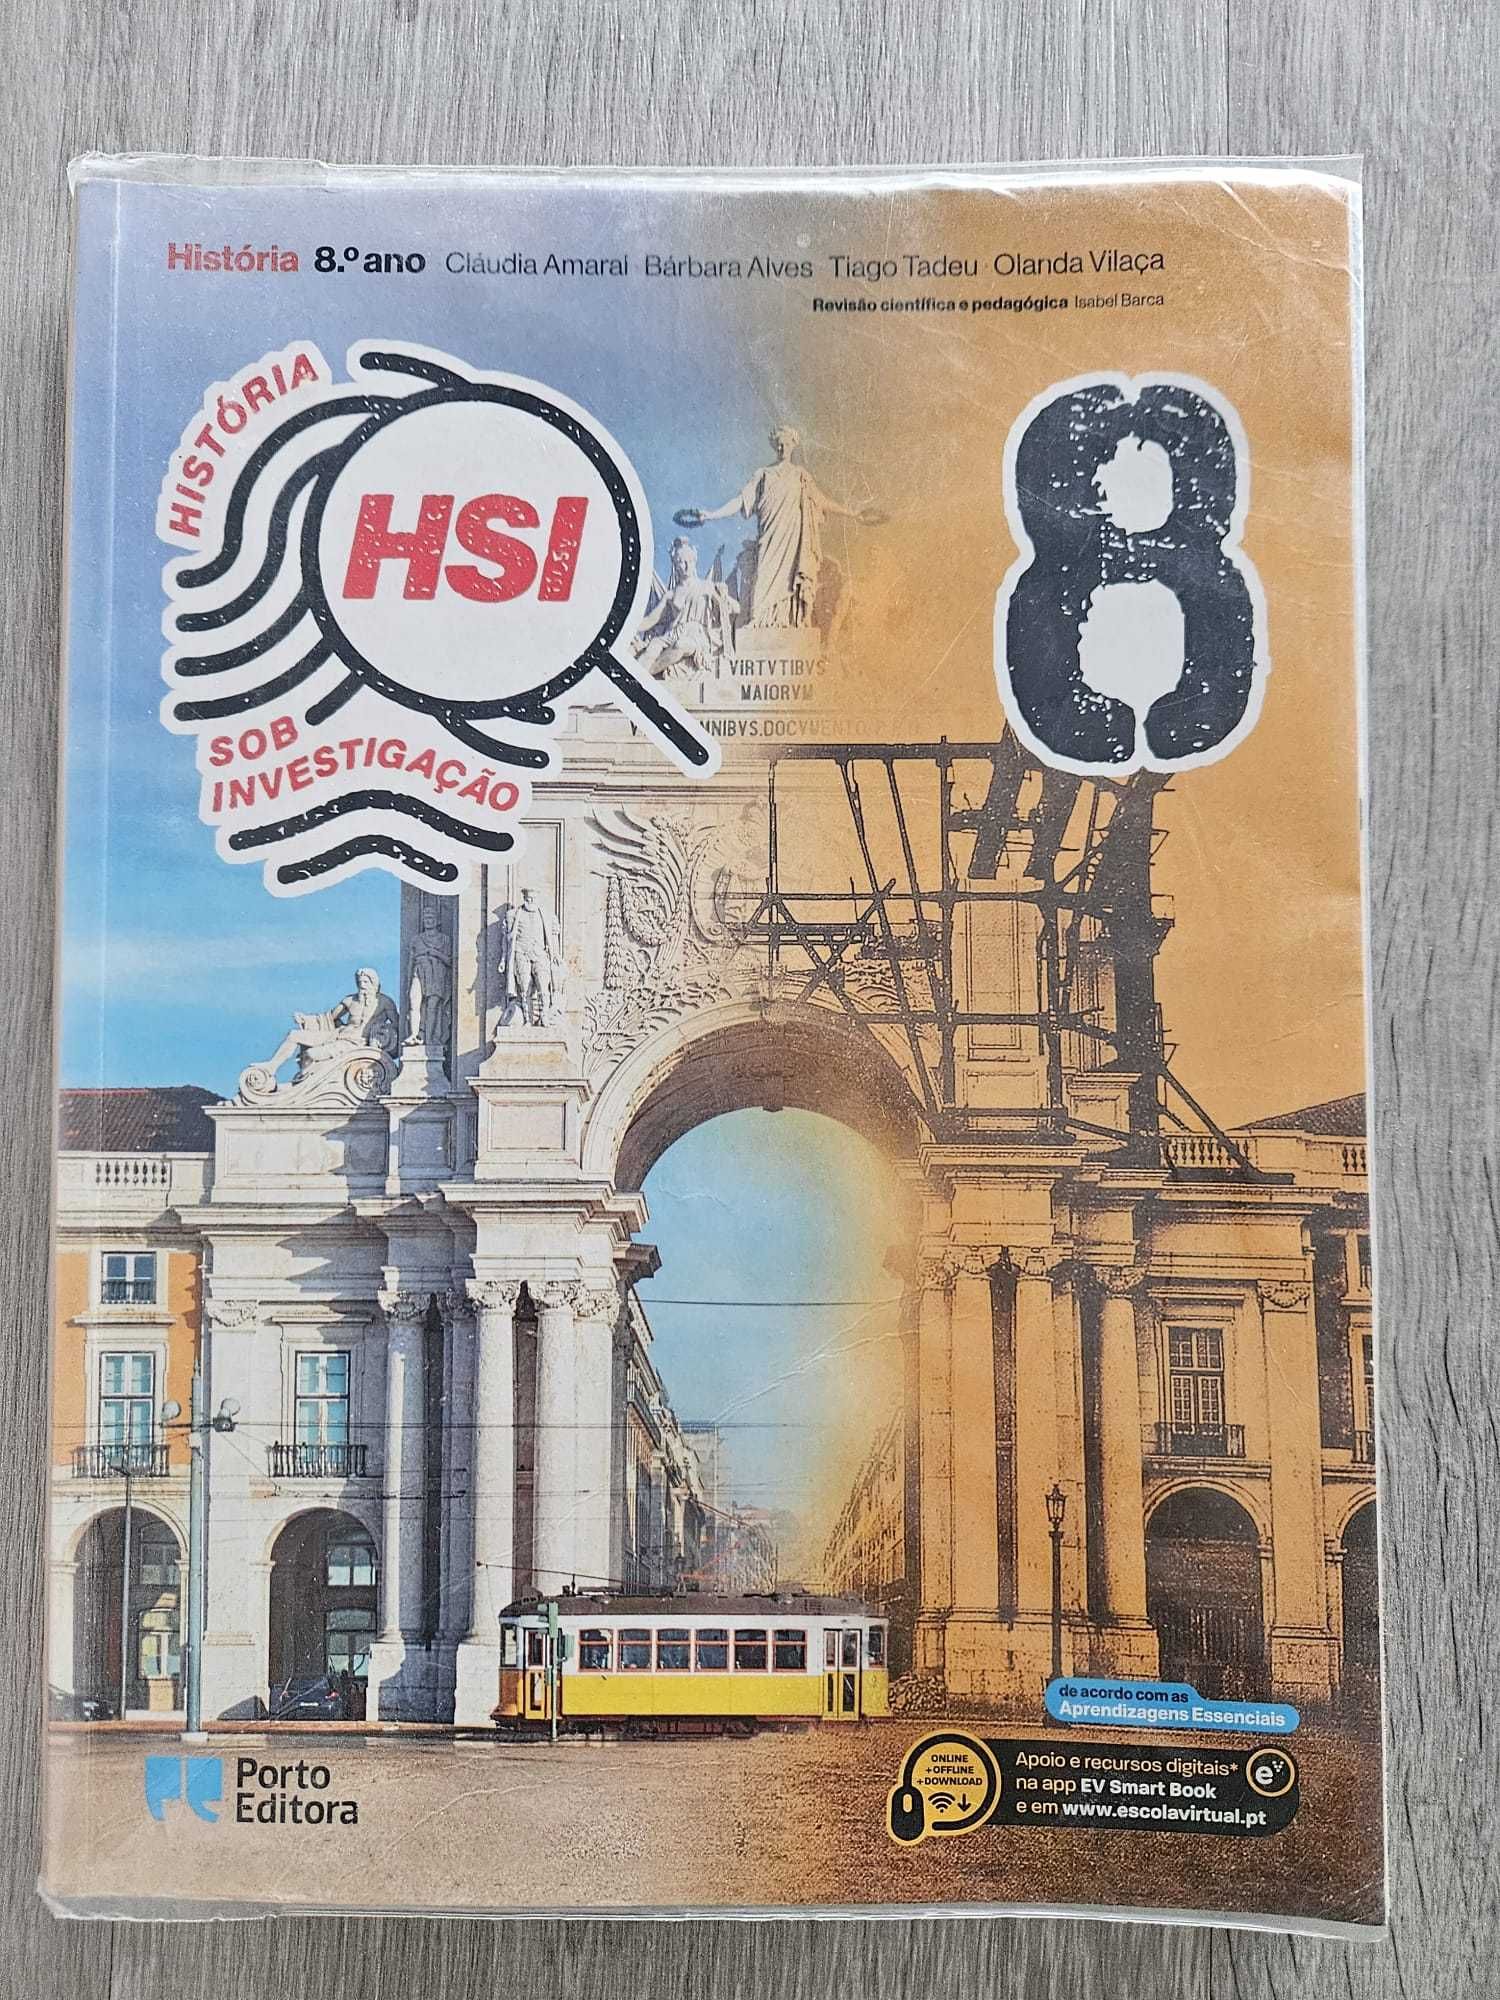 História 8.º ano Cláudia Amaral · Bárbara Alves · Tiago Tadeu · Olanda Vilaça
Revisão científica e pedagógica Isabel Barca
HISTÓRIA
HSI
8
SOB
INVESTIGAÇÃO
VIRTVTIBVS
MAIORVM
MNIBVS.DOCVMENTO
de acordo com as
Aprendizagens Essenciais
ONLINE
+OFFLINE
+DOWNLOAD
Apoio e recursos digitais*
na app EV Smart Book
e em www.escolavirtual.pt
e
Porto
Editora